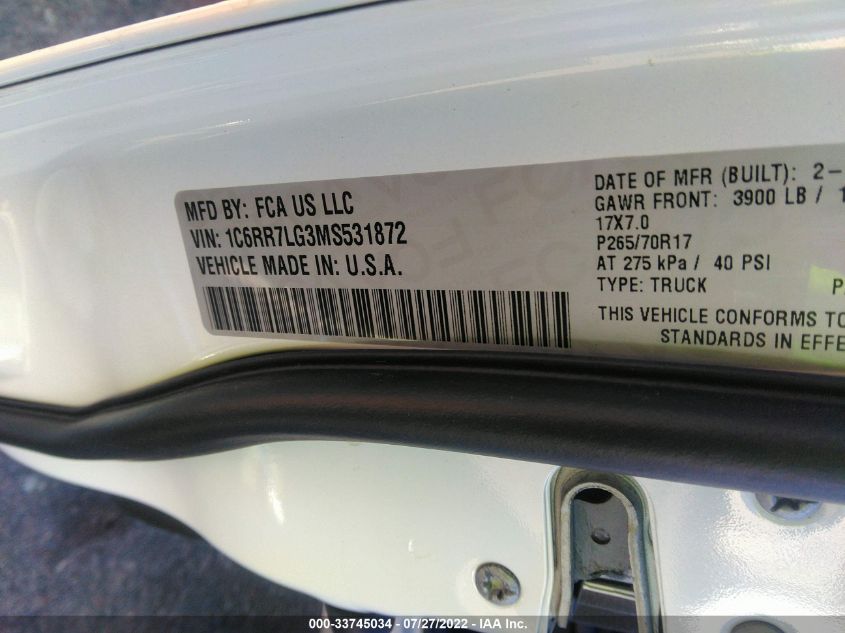 MFD BY: FCA US LLC
VIN: 1C6RR7LG3MS531872
VEHICLE MADE IN: U.S.A.
DATE OF MFR (BUILT): 2-
GAWR FRONT: 3900 LB /
17X7.0
P265/70R17
AT 275 kPa / 40 PSI
TYPE: TRUCK
THIS VEHICLE CONFORMS TO
STANDARDS IN EFFE
000-33745034 - 07/27/2022 - IAA Inc.